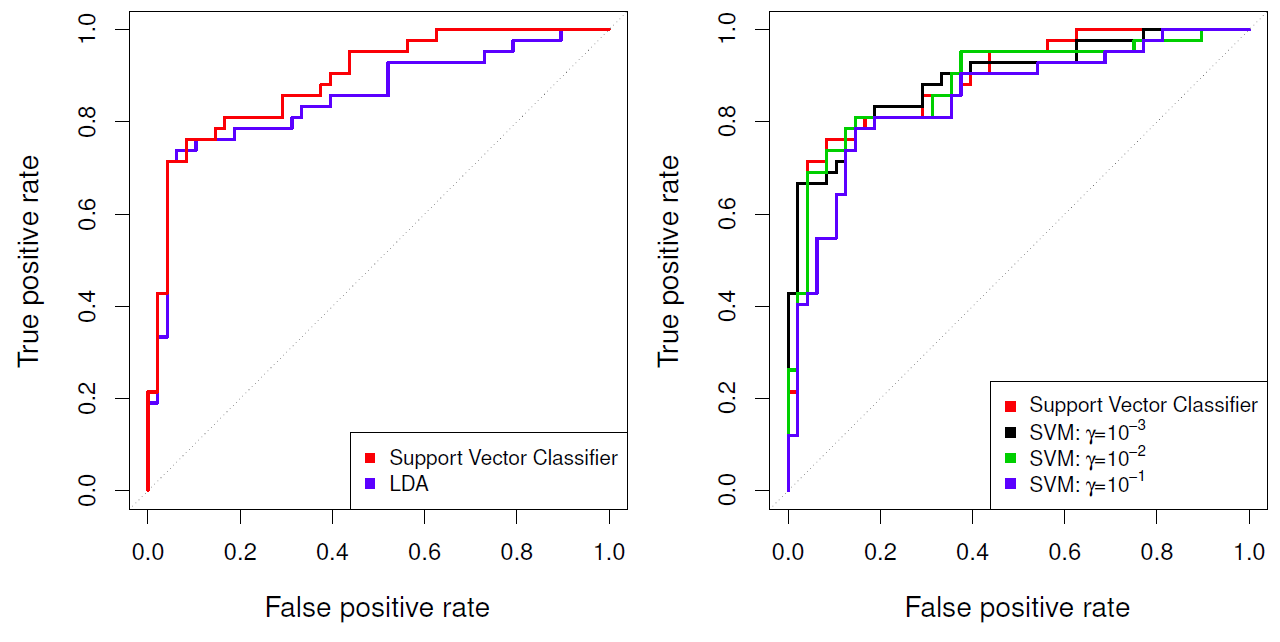 True positive rate
1.0
0.8
0.6
0.4
0.2
0.0
Support Vector Classifier
LDA
0.0 0.2 0.4 0.6 0.8 1.0
False positive rate
True positive rate
1.0
0.8
0.6
0.4
0.2
0.0
Support Vector Classifier
SVM: γ=10⁻³
SVM: γ=10⁻²
SVM: γ=10⁻¹
0.0 0.2 0.4 0.6 0.8 1.0
False positive rate